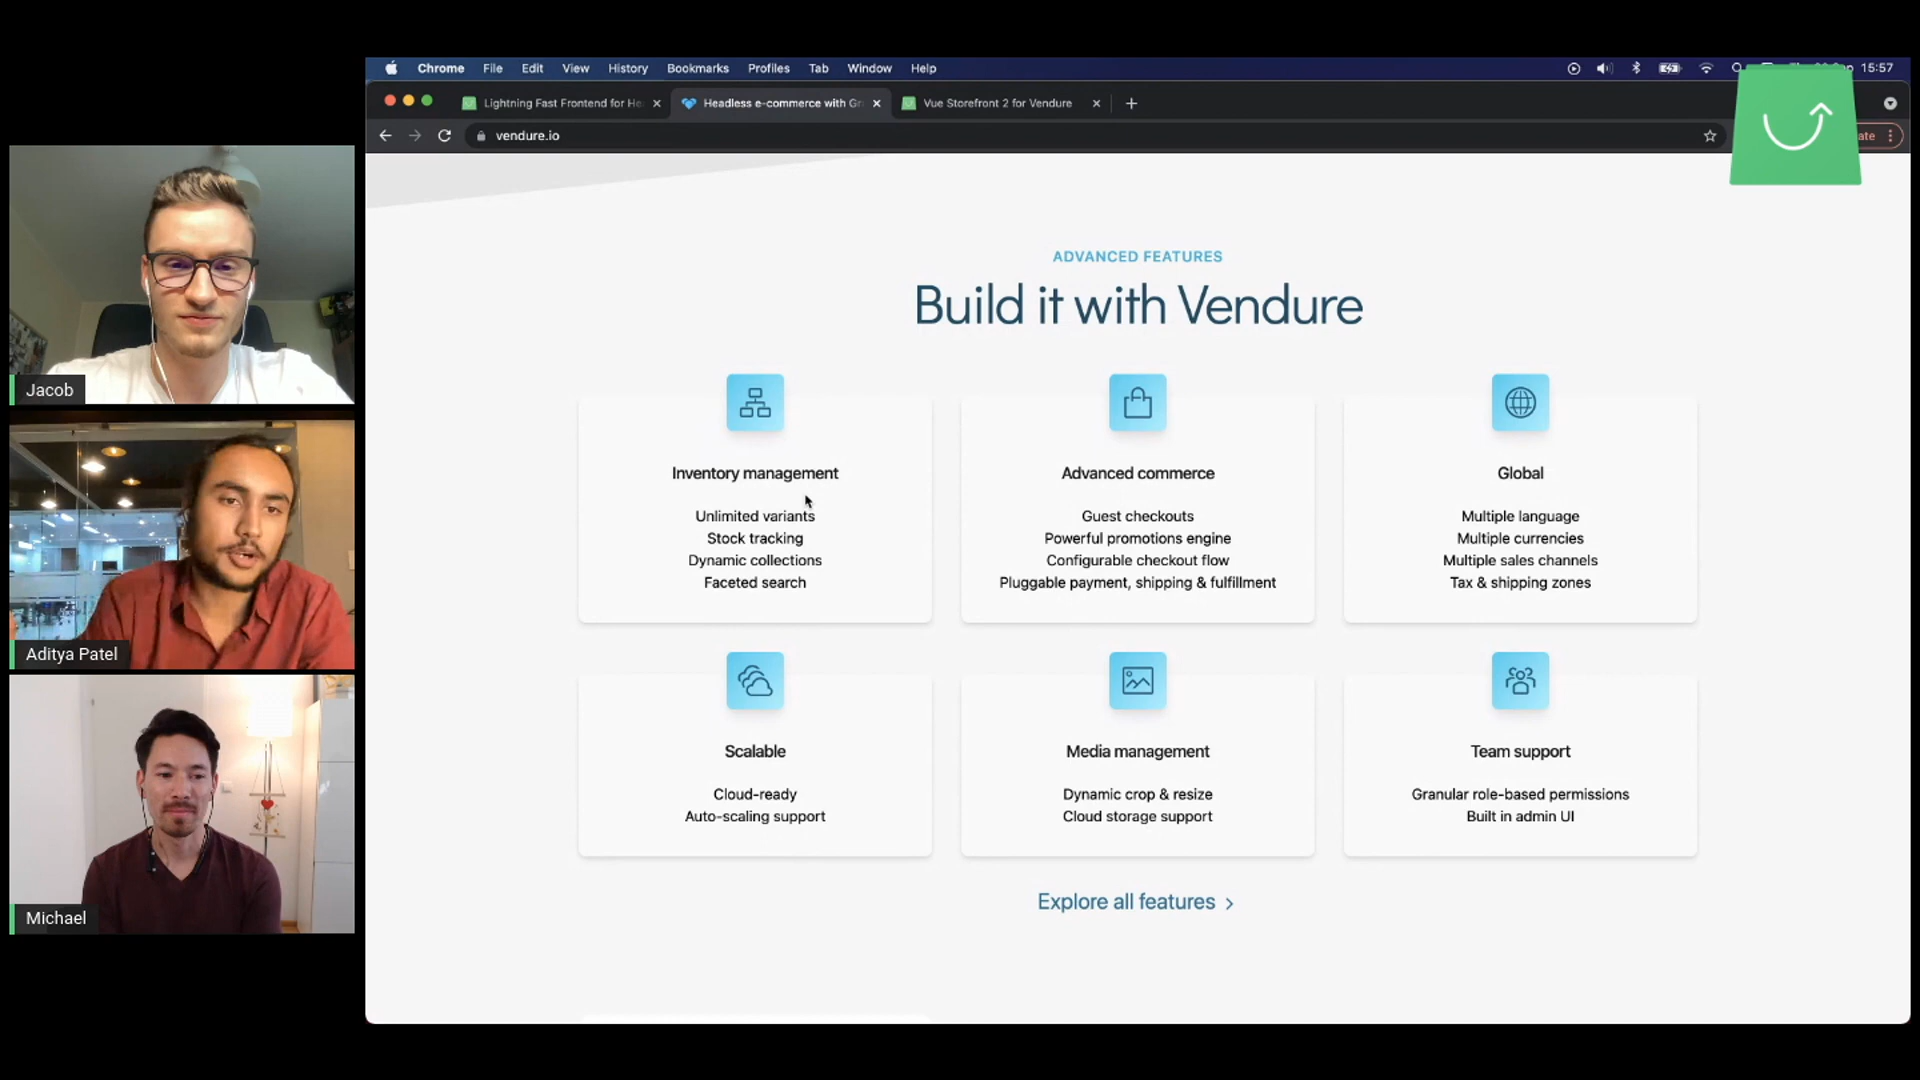 Chrome File Edit View History Bookmarks Profiles Tab Window Help
15:57
Lightning Fast Frontend for He
Headless e-commerce with Gr
Vue Storefront 2 for Vendure
vendure.io
ADVANCED FEATURES
Build it with Vendure
Inventory management
Unlimited variants
Stock tracking
Dynamic collections
Faceted search
Advanced commerce
Guest checkouts
Powerful promotions engine
Configurable checkout flow
Pluggable payment, shipping & fulfillment
Global
Multiple language
Multiple currencies
Multiple sales channels
Tax & shipping zones
Scalable
Cloud-ready
Auto-scaling support
Media management
Dynamic crop & resize
Cloud storage support
Team support
Granular role-based permissions
Built in admin UI
Explore all features
Jacob
Aditya Patel
Michael